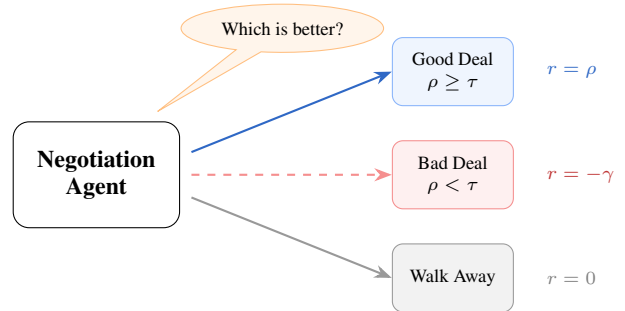 Which is better?
Good Deal
ρ ≥ τ
r = ρ
Negotiation
Agent
Bad Deal
ρ < τ
r = −γ
Walk Away
r = 0